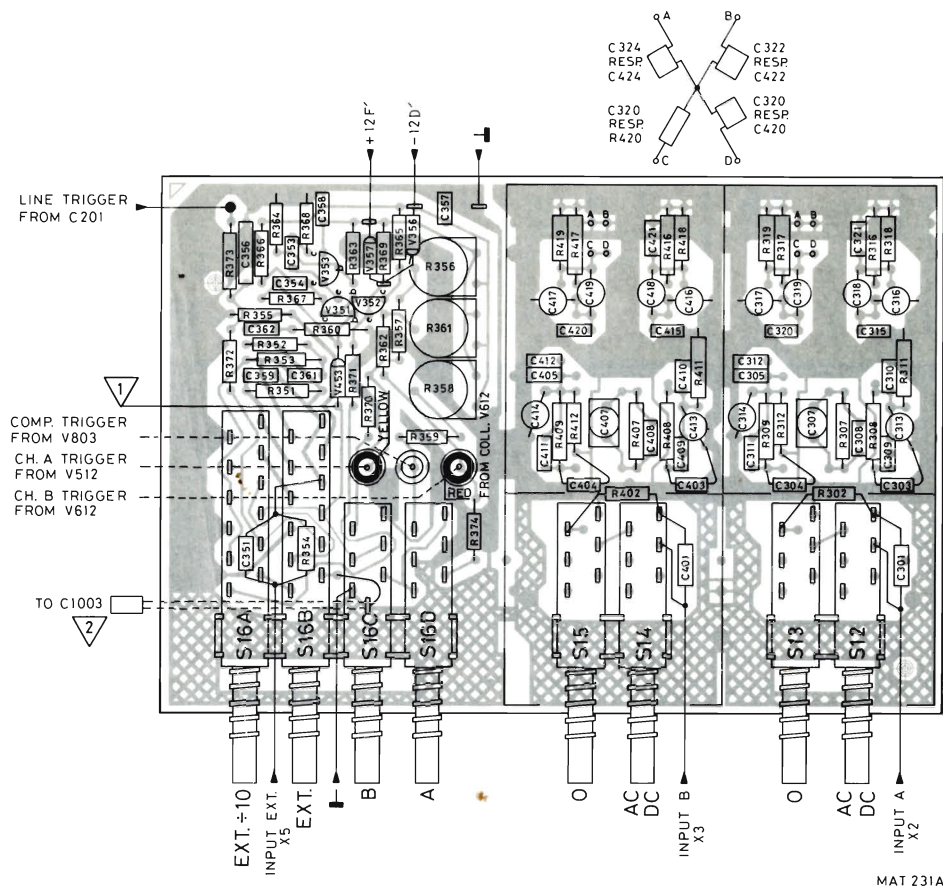 A
B
C324
RESP.
C424
C322
RESP.
C422
C320
RESP.
R420
C320
RESP.
C420
C
D
+12F'
-12D'
LINE TRIGGER
FROM C201
R373
C356
R366
R364
C353
R368
C358
V353
R363
V357
R369
R365
V356
C357
R356
C354
R367
V351
V352
R355
C362
R360
R362
R357
R361
R352
R372
R353
C359
C361
R351
V453
R371
R370
R358
1
YELLOW
R359
FROM COLL. V612
RED
R374
COMP. TRIGGER
FROM V803
CH. A TRIGGER
FROM V512
CH. B TRIGGER
FROM V612
C351
R354
TO C1003
2
S16A
S16B
S16C
S16D
R419
R417
A B
C D
C421
R416
R418
C417
C419
C418
C416
C420
C415
C412
C405
C410
R411
C414
R409
R412
C407
R407
C408
R408
C413
C411
C409
C404
R402
C403
C401
S15
S14
R319
R317
A B
C D
C321
R316
R318
C317
C319
C318
C316
C320
C315
C312
C305
C310
R311
C314
R309
R312
C307
R307
C308
R308
C313
C311
C309
C304
R302
C303
C301
S13
S12
EXT. ÷10
INPUT EXT.
X5
EXT.
B
A
O
AC
DC
INPUT B
X3
O
AC
DC
INPUT A
X2
MAT 231A